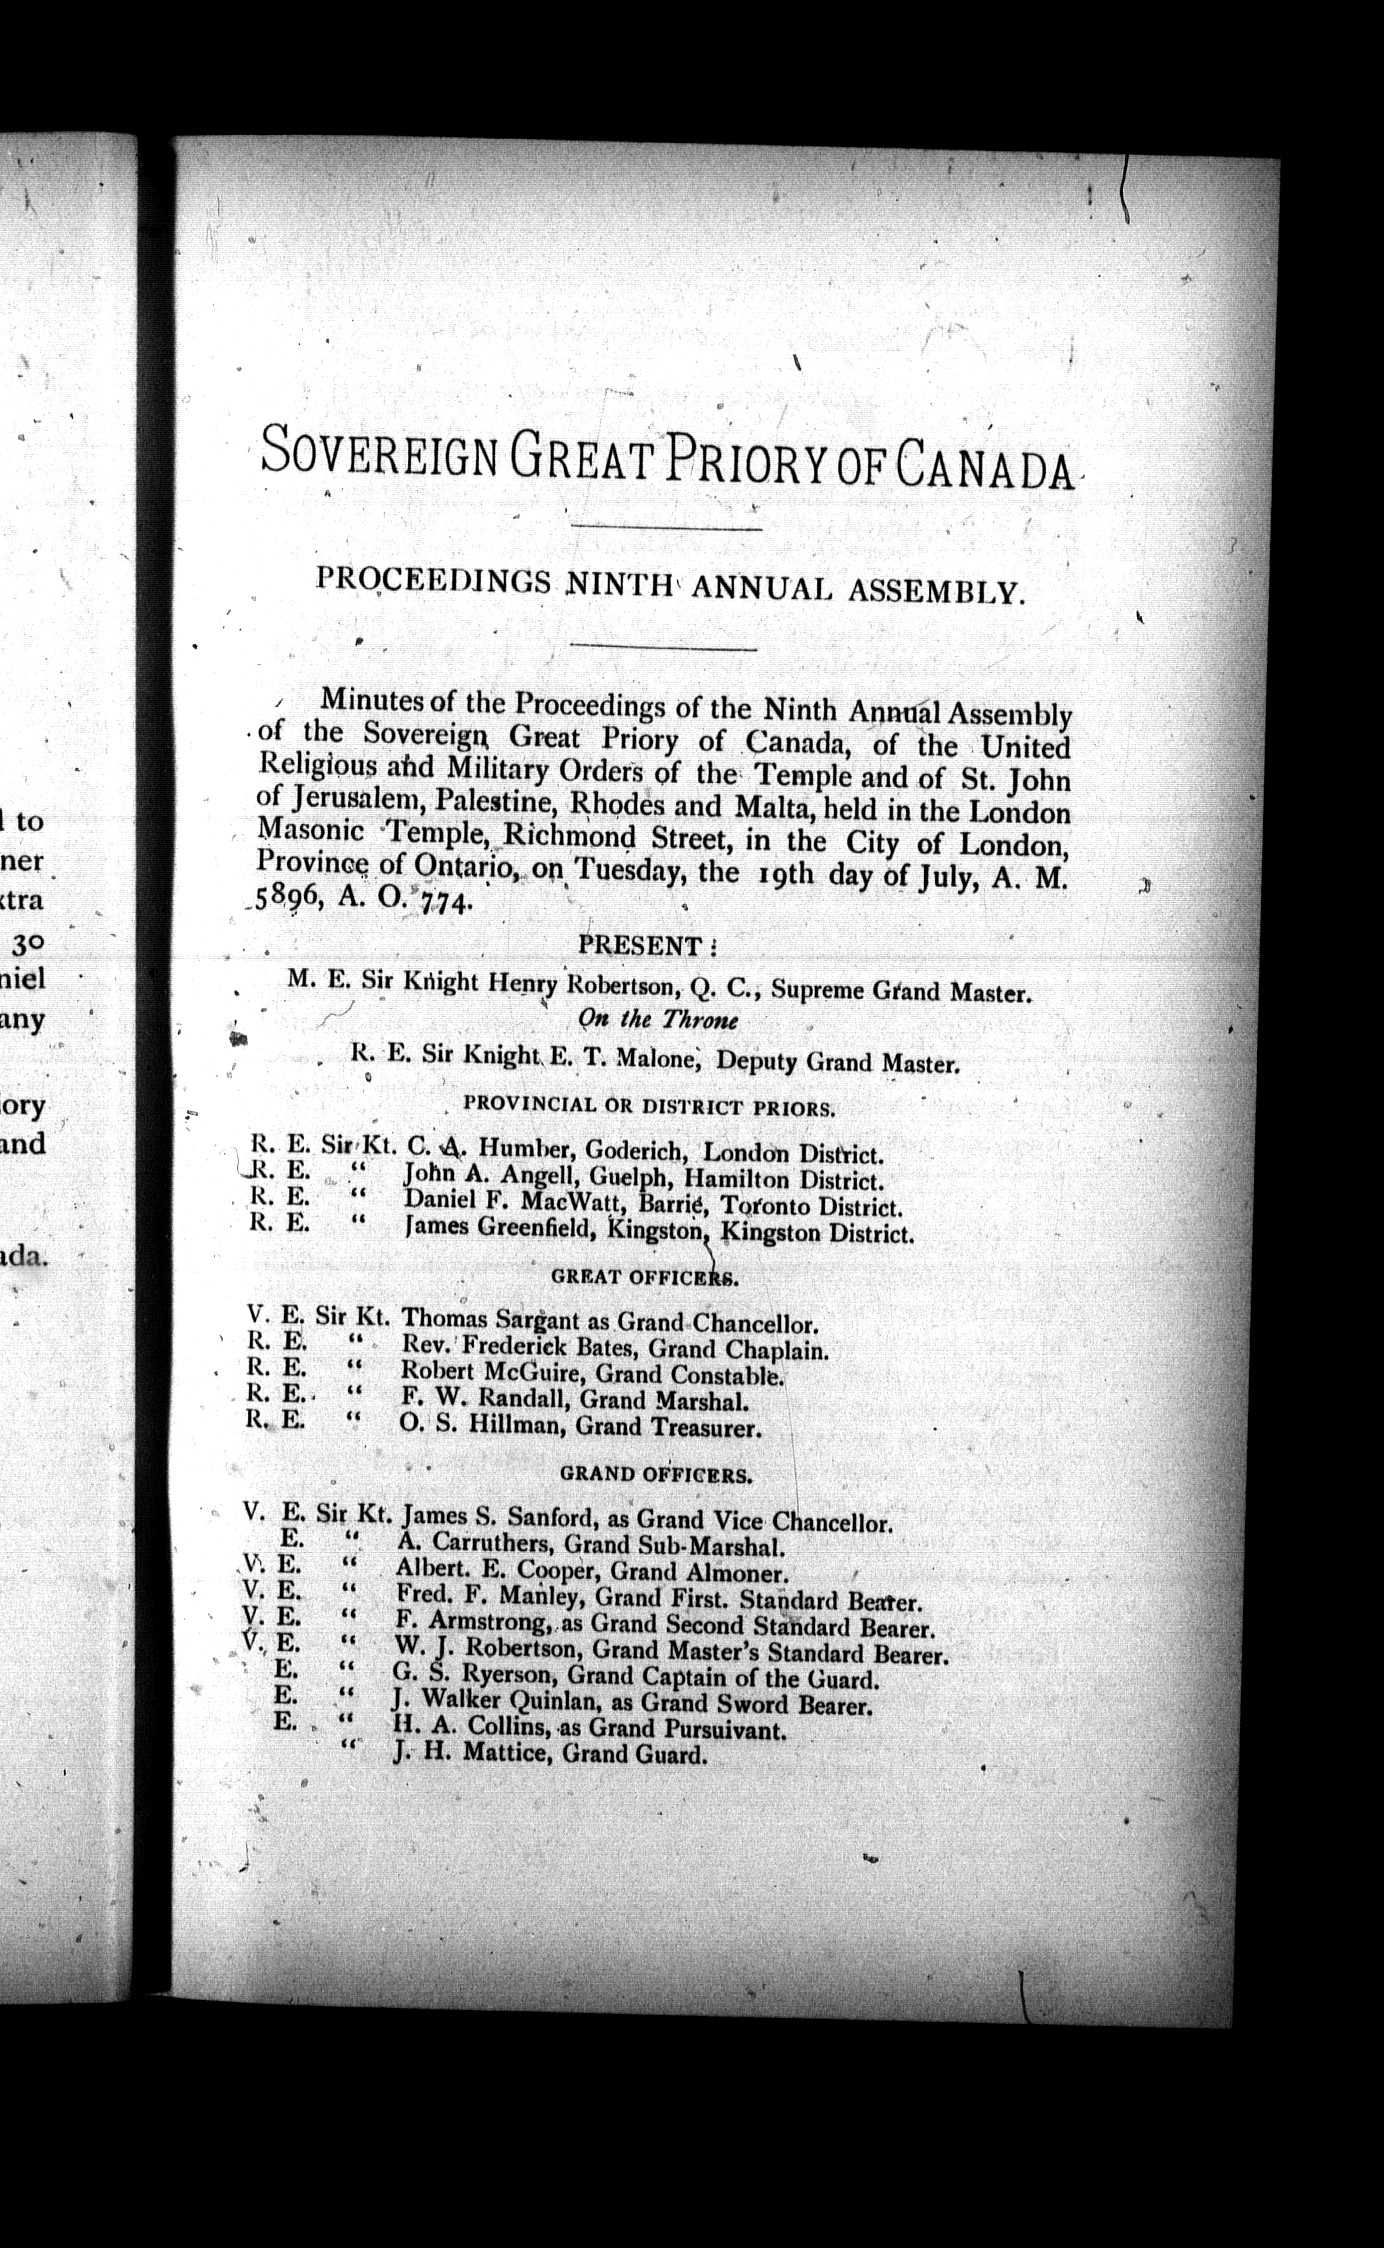 l to
ner
xtra
30
niel
any
ory
and
ada.
SOVEREIGN GREAT PRIORY OF CANADA
PROCEEDINGS NINTH ANNUAL ASSEMBLY.
Minutes of the Proceedings of the Ninth Annual Assembly
of the Sovereign Great Priory of Canada, of the United
Religious and Military Orders of the Temple and of St. John
of Jerusalem, Palestine, Rhodes and Malta, held in the London
Masonic Temple, Richmond Street, in the City of London,
Province of Ontario, on Tuesday, the 19th day of July, A. M.
5896, A. O. 774.
PRESENT :
M. E. Sir Knight Henry Robertson, Q. C., Supreme Grand Master.
On the Throne
R. E. Sir Knight E. T. Malone, Deputy Grand Master.
PROVINCIAL OR DISTRICT PRIORS.
R. E. Sir Kt. C. A. Humber, Goderich, London District.
R. E. “ John A. Angell, Guelph, Hamilton District.
R. E. “ Daniel F. MacWatt, Barrie, Toronto District.
R. E. “ James Greenfield, Kingston, Kingston District.
GREAT OFFICERS.
V. E. Sir Kt. Thomas Sargant as Grand Chancellor.
R. E. “ Rev. Frederick Bates, Grand Chaplain.
R. E. “ Robert McGuire, Grand Constable.
R. E. “ F. W. Randall, Grand Marshal.
R. E. “ O. S. Hillman, Grand Treasurer.
GRAND OFFICERS.
V. E. Sir Kt. James S. Sanford, as Grand Vice Chancellor.
E. “ A. Carruthers, Grand Sub-Marshal.
V. E. “ Albert. E. Cooper, Grand Almoner.
V. E. “ Fred. F. Manley, Grand First. Standard Bearer.
V. E. “ F. Armstrong, as Grand Second Standard Bearer.
V. E. “ W. J. Robertson, Grand Master's Standard Bearer.
E. “ G. S. Ryerson, Grand Captain of the Guard.
E. “ J. Walker Quinlan, as Grand Sword Bearer.
E. “ H. A. Collins, as Grand Pursuivant.
“ J. H. Mattice, Grand Guard.